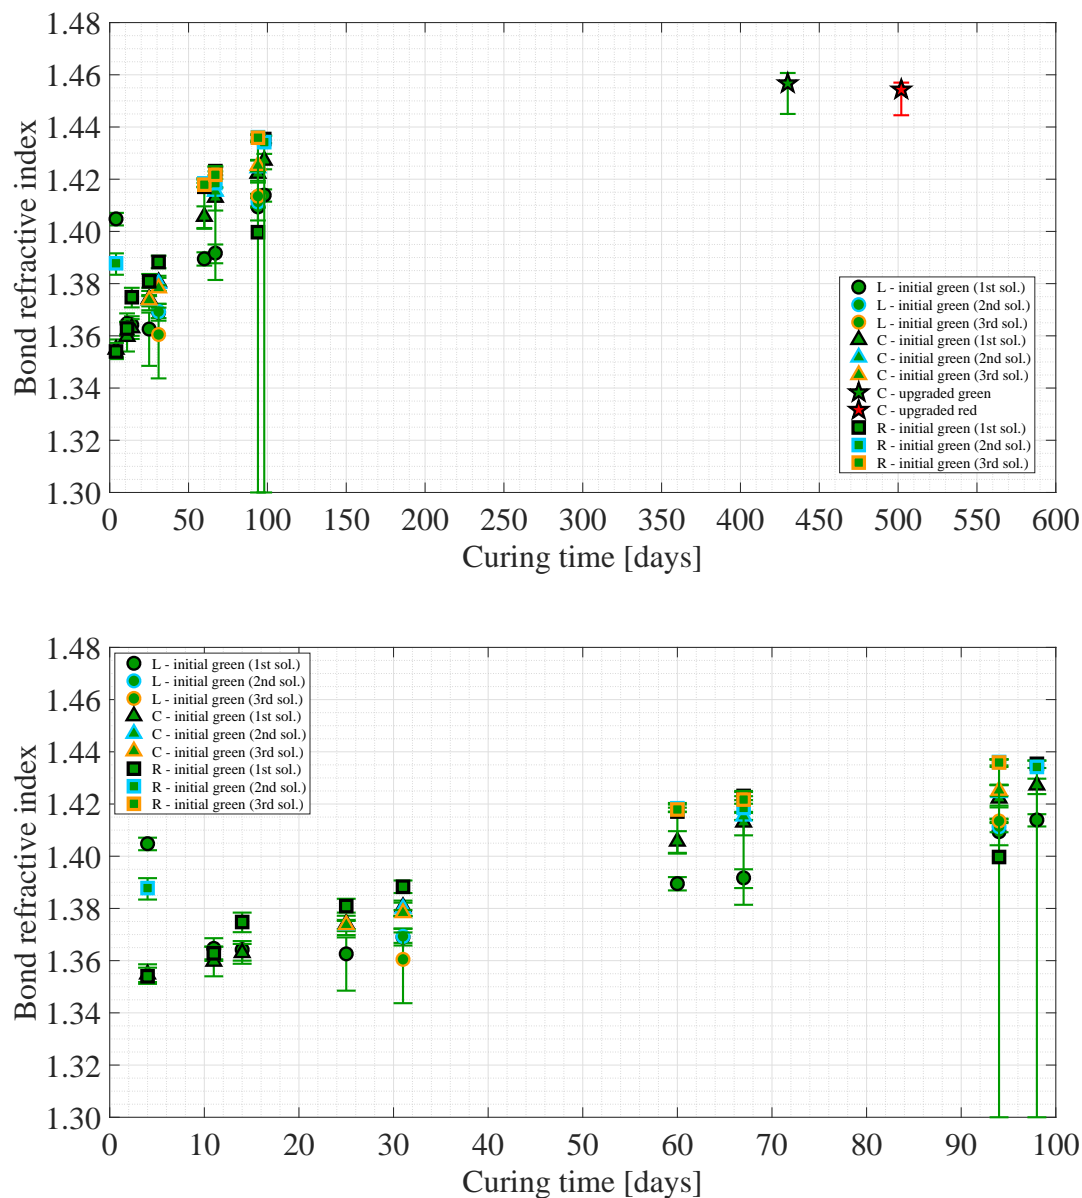 1.48
1.46
1.44
1.42
1.40
1.38
1.36
1.34
1.32
1.30
Bond refractive index
L - initial green (1st sol.)
L - initial green (2nd sol.)
L - initial green (3rd sol.)
C - initial green (1st sol.)
C - initial green (2nd sol.)
C - initial green (3rd sol.)
C - upgraded green
C - upgraded red
R - initial green (1st sol.)
R - initial green (2nd sol.)
R - initial green (3rd sol.)
0 50 100 150 200 250 300 350 400 450 500 550 600
Curing time [days]
1.48
1.46
1.44
1.42
1.40
1.38
1.36
1.34
1.32
1.30
Bond refractive index
L - initial green (1st sol.)
L - initial green (2nd sol.)
L - initial green (3rd sol.)
C - initial green (1st sol.)
C - initial green (2nd sol.)
C - initial green (3rd sol.)
R - initial green (1st sol.)
R - initial green (2nd sol.)
R - initial green (3rd sol.)
0 10 20 30 40 50 60 70 80 90 100
Curing time [days]